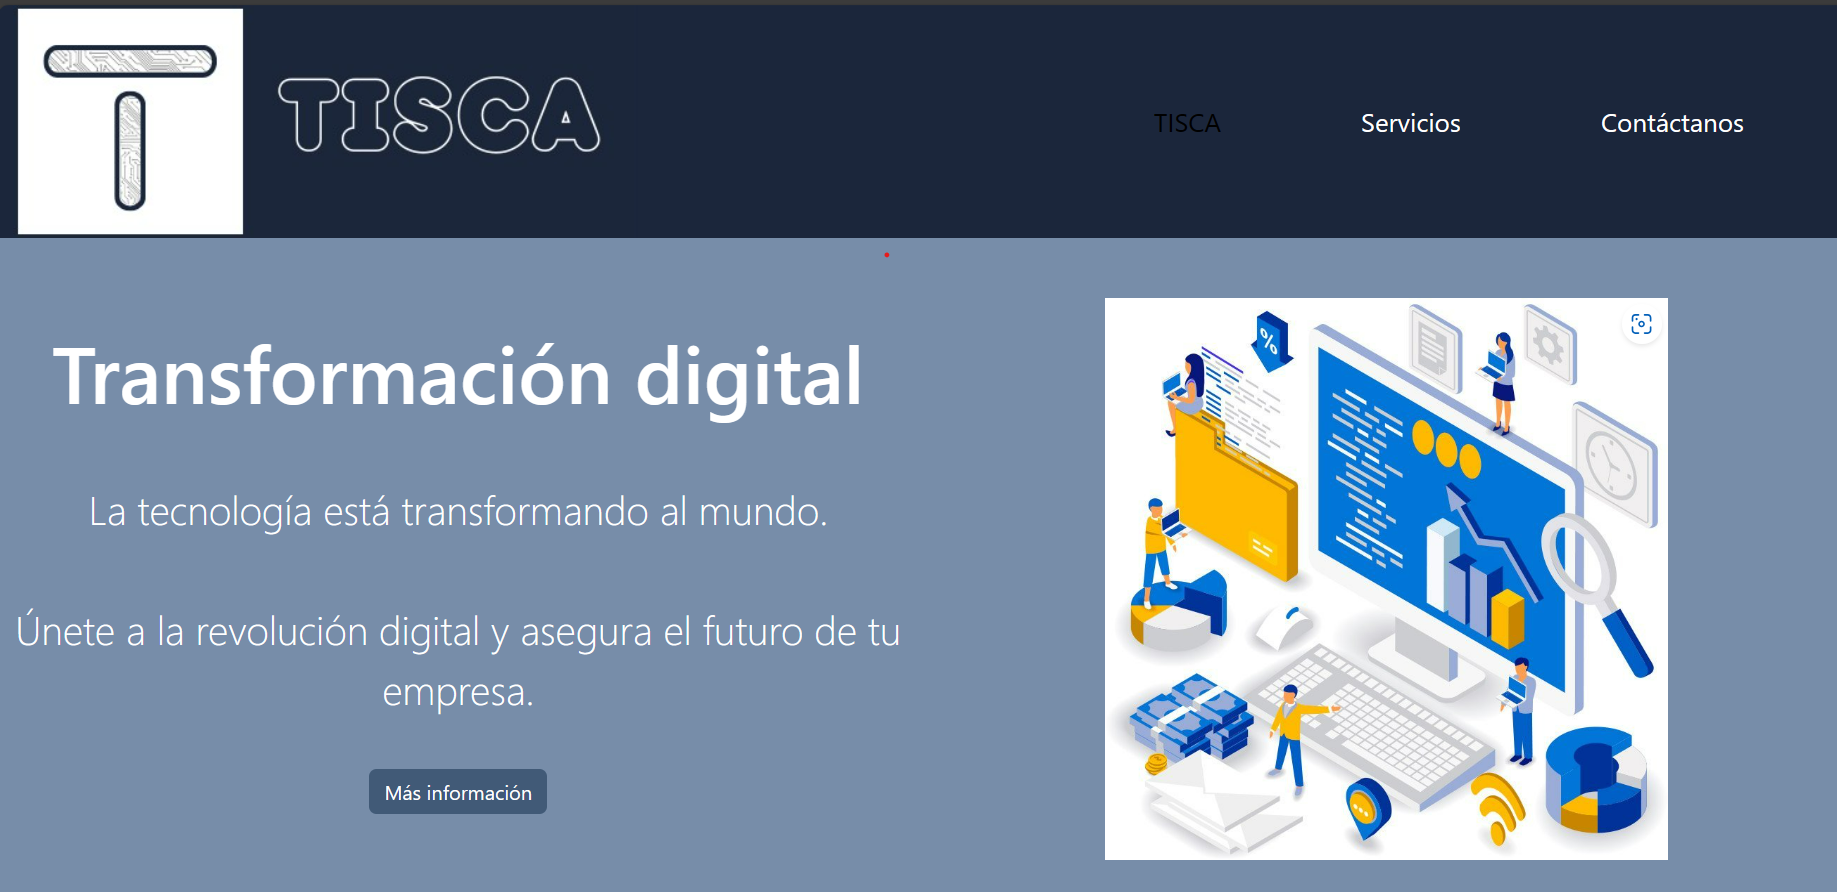 TISCA
TISCA
Servicios
Contáctanos
Transformación digital
La tecnología está transformando al mundo.
Únete a la revolución digital y asegura el futuro de tu
empresa.
Más información
%